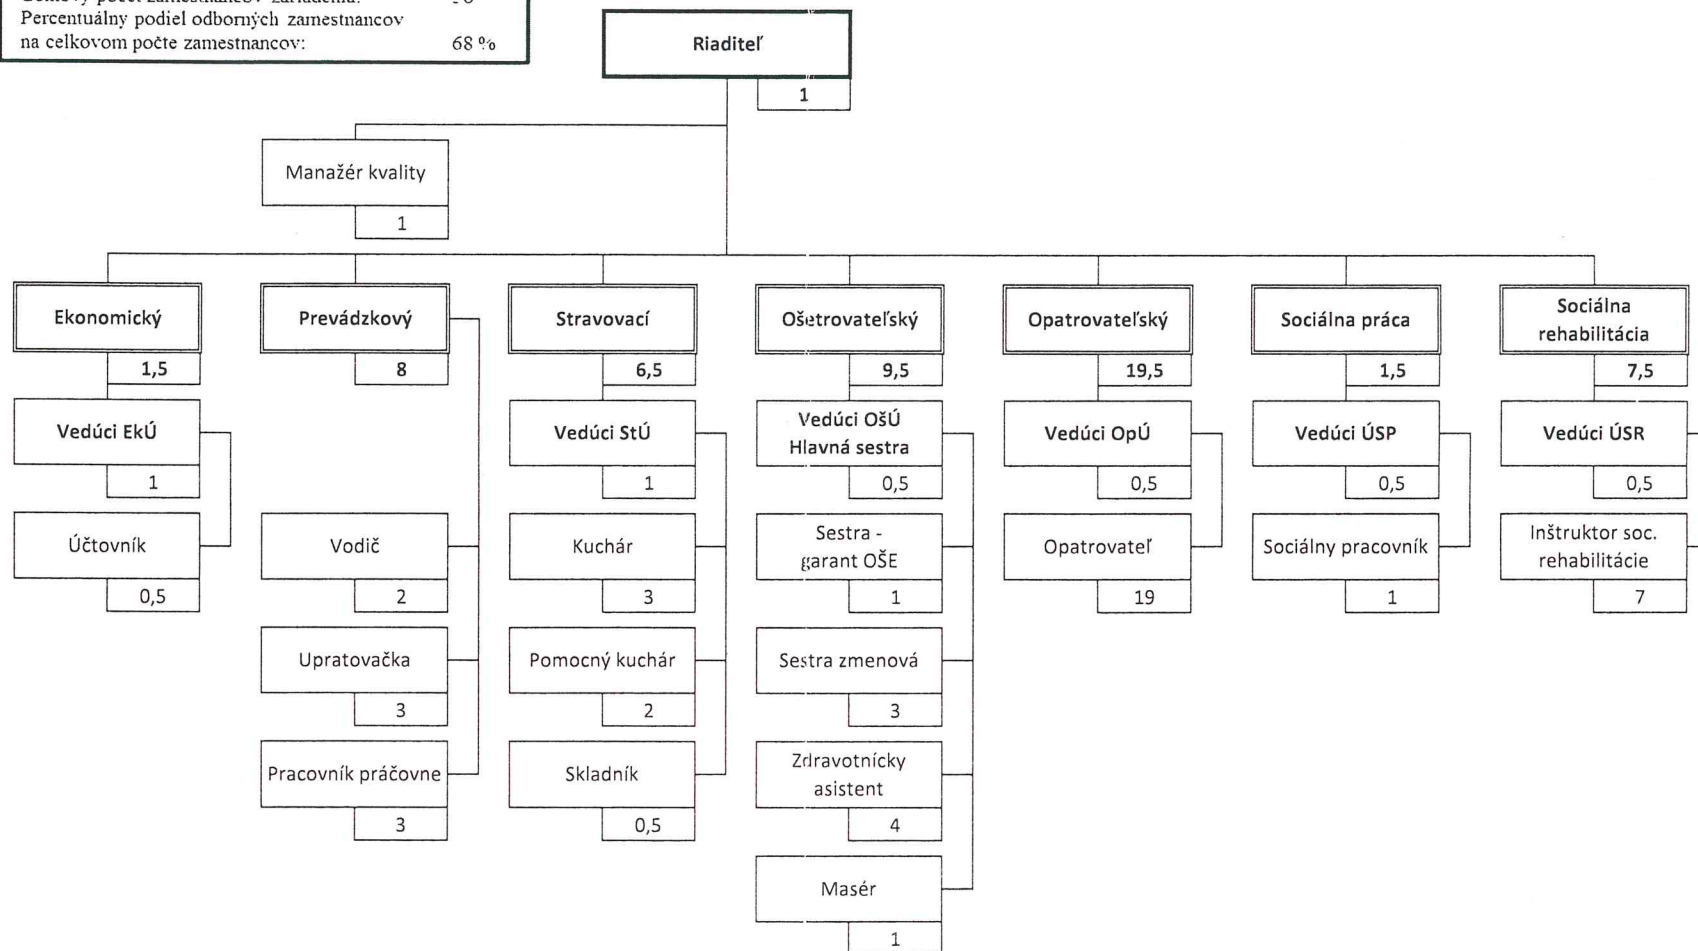 Percentuálny podiel odborných zamestnancov
na celkovom počte zamestnancov: 68 %
Riaditeľ
1
Manažér kvality
1
Ekonomický
1,5
Prevádzkový
8
Stravovací
6,5
Ošetrovateľský
9,5
Opatrovateľský
19,5
Sociálna práca
1,5
Sociálna
rehabilitácia
7,5
Vedúci EkÚ
1
Vedúci StÚ
1
Vedúci OšÚ
Hlavná sestra
0,5
Vedúci OpÚ
0,5
Vedúci ÚSP
0,5
Vedúci ÚSR
0,5
Účtovník
0,5
Vodič
2
Kuchár
3
Sestra -
garant OŠE
1
Opatrovateľ
19
Sociálny pracovník
1
Inštruktor soc.
rehabilitácie
7
Upratovačka
3
Pomocný kuchár
2
Sestra zmenová
3
Pracovník práčovne
3
Skladník
0,5
Zdravotnícky
asistent
4
Masér
1